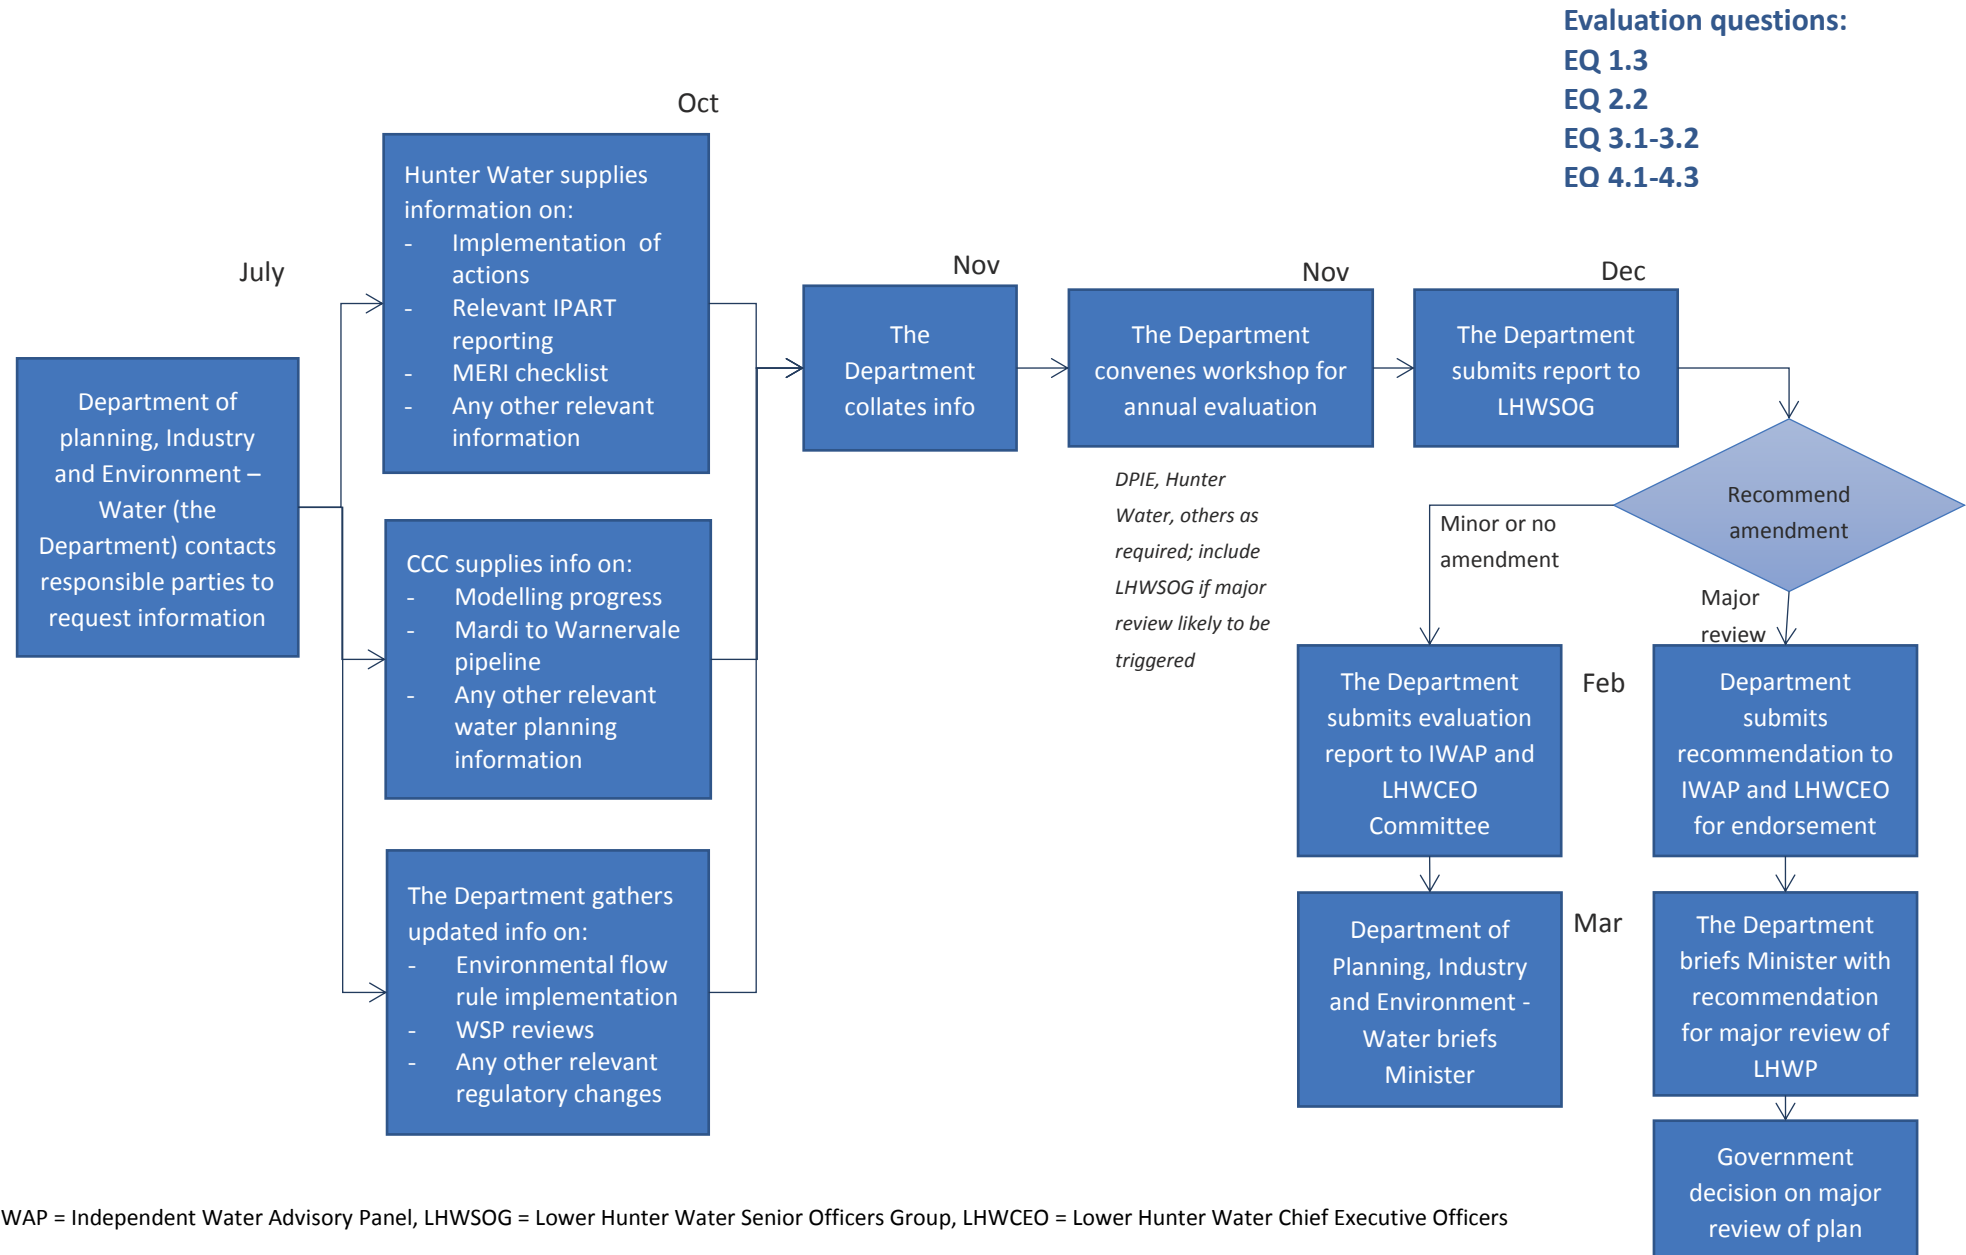 Evaluation questions:
EQ 1.3
EQ 2.2
EQ 3.1-3.2
EQ 4.1-4.3
July
Department of
planning, Industry
and Environment –
Water (the
Department) contacts
responsible parties to
request information
Oct
Hunter Water supplies
information on:
- Implementation of
actions
- Relevant IPART
reporting
- MERI checklist
- Any other relevant
information
CCC supplies info on:
- Modelling progress
- Mardi to Warnervale
pipeline
- Any other relevant
water planning
information
The Department gathers
updated info on:
- Environmental flow
rule implementation
- WSP reviews
- Any other relevant
regulatory changes
Nov
The
Department
collates info
Nov
The Department
convenes workshop for
annual evaluation
DPIE, Hunter
Water, others as
required; include
LHWSOG if major
review likely to be
triggered
Dec
The Department
submits report to
LHWSOG
Recommend
amendment
Minor or no
amendment
Major
review
The Department
submits evaluation
report to IWAP and
LHWCEO
Committee
Feb
Department
submits
recommendation to
IWAP and LHWCEO
for endorsement
Department of
Planning, Industry
and Environment -
Water briefs
Minister
Mar
The Department
briefs Minister with
recommendation
for major review of
LHWP
Government
decision on major
review of plan
WAP = Independent Water Advisory Panel, LHWSOG = Lower Hunter Water Senior Officers Group, LHWCEO = Lower Hunter Water Chief Executive Officers